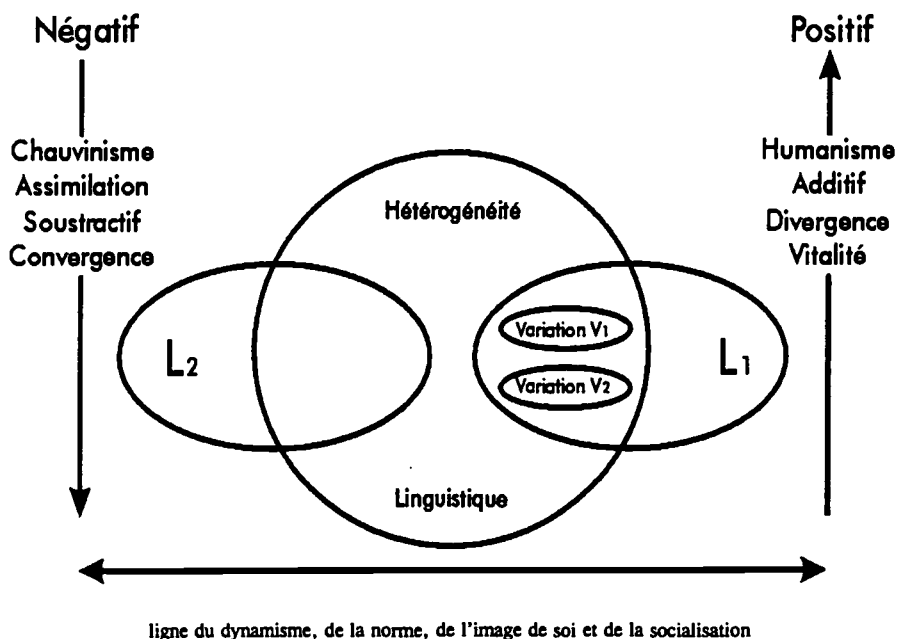 Négatif
Positif
Chauvinisme
Assimilation
Soustractif
Convergence
Humanisme
Additif
Divergence
Vitalité
Hétérogénéité
Variation V1
L2
L1
Variation V2
Linguistique
ligne du dynamisme, de la norme, de l'image de soi et de la socialisation